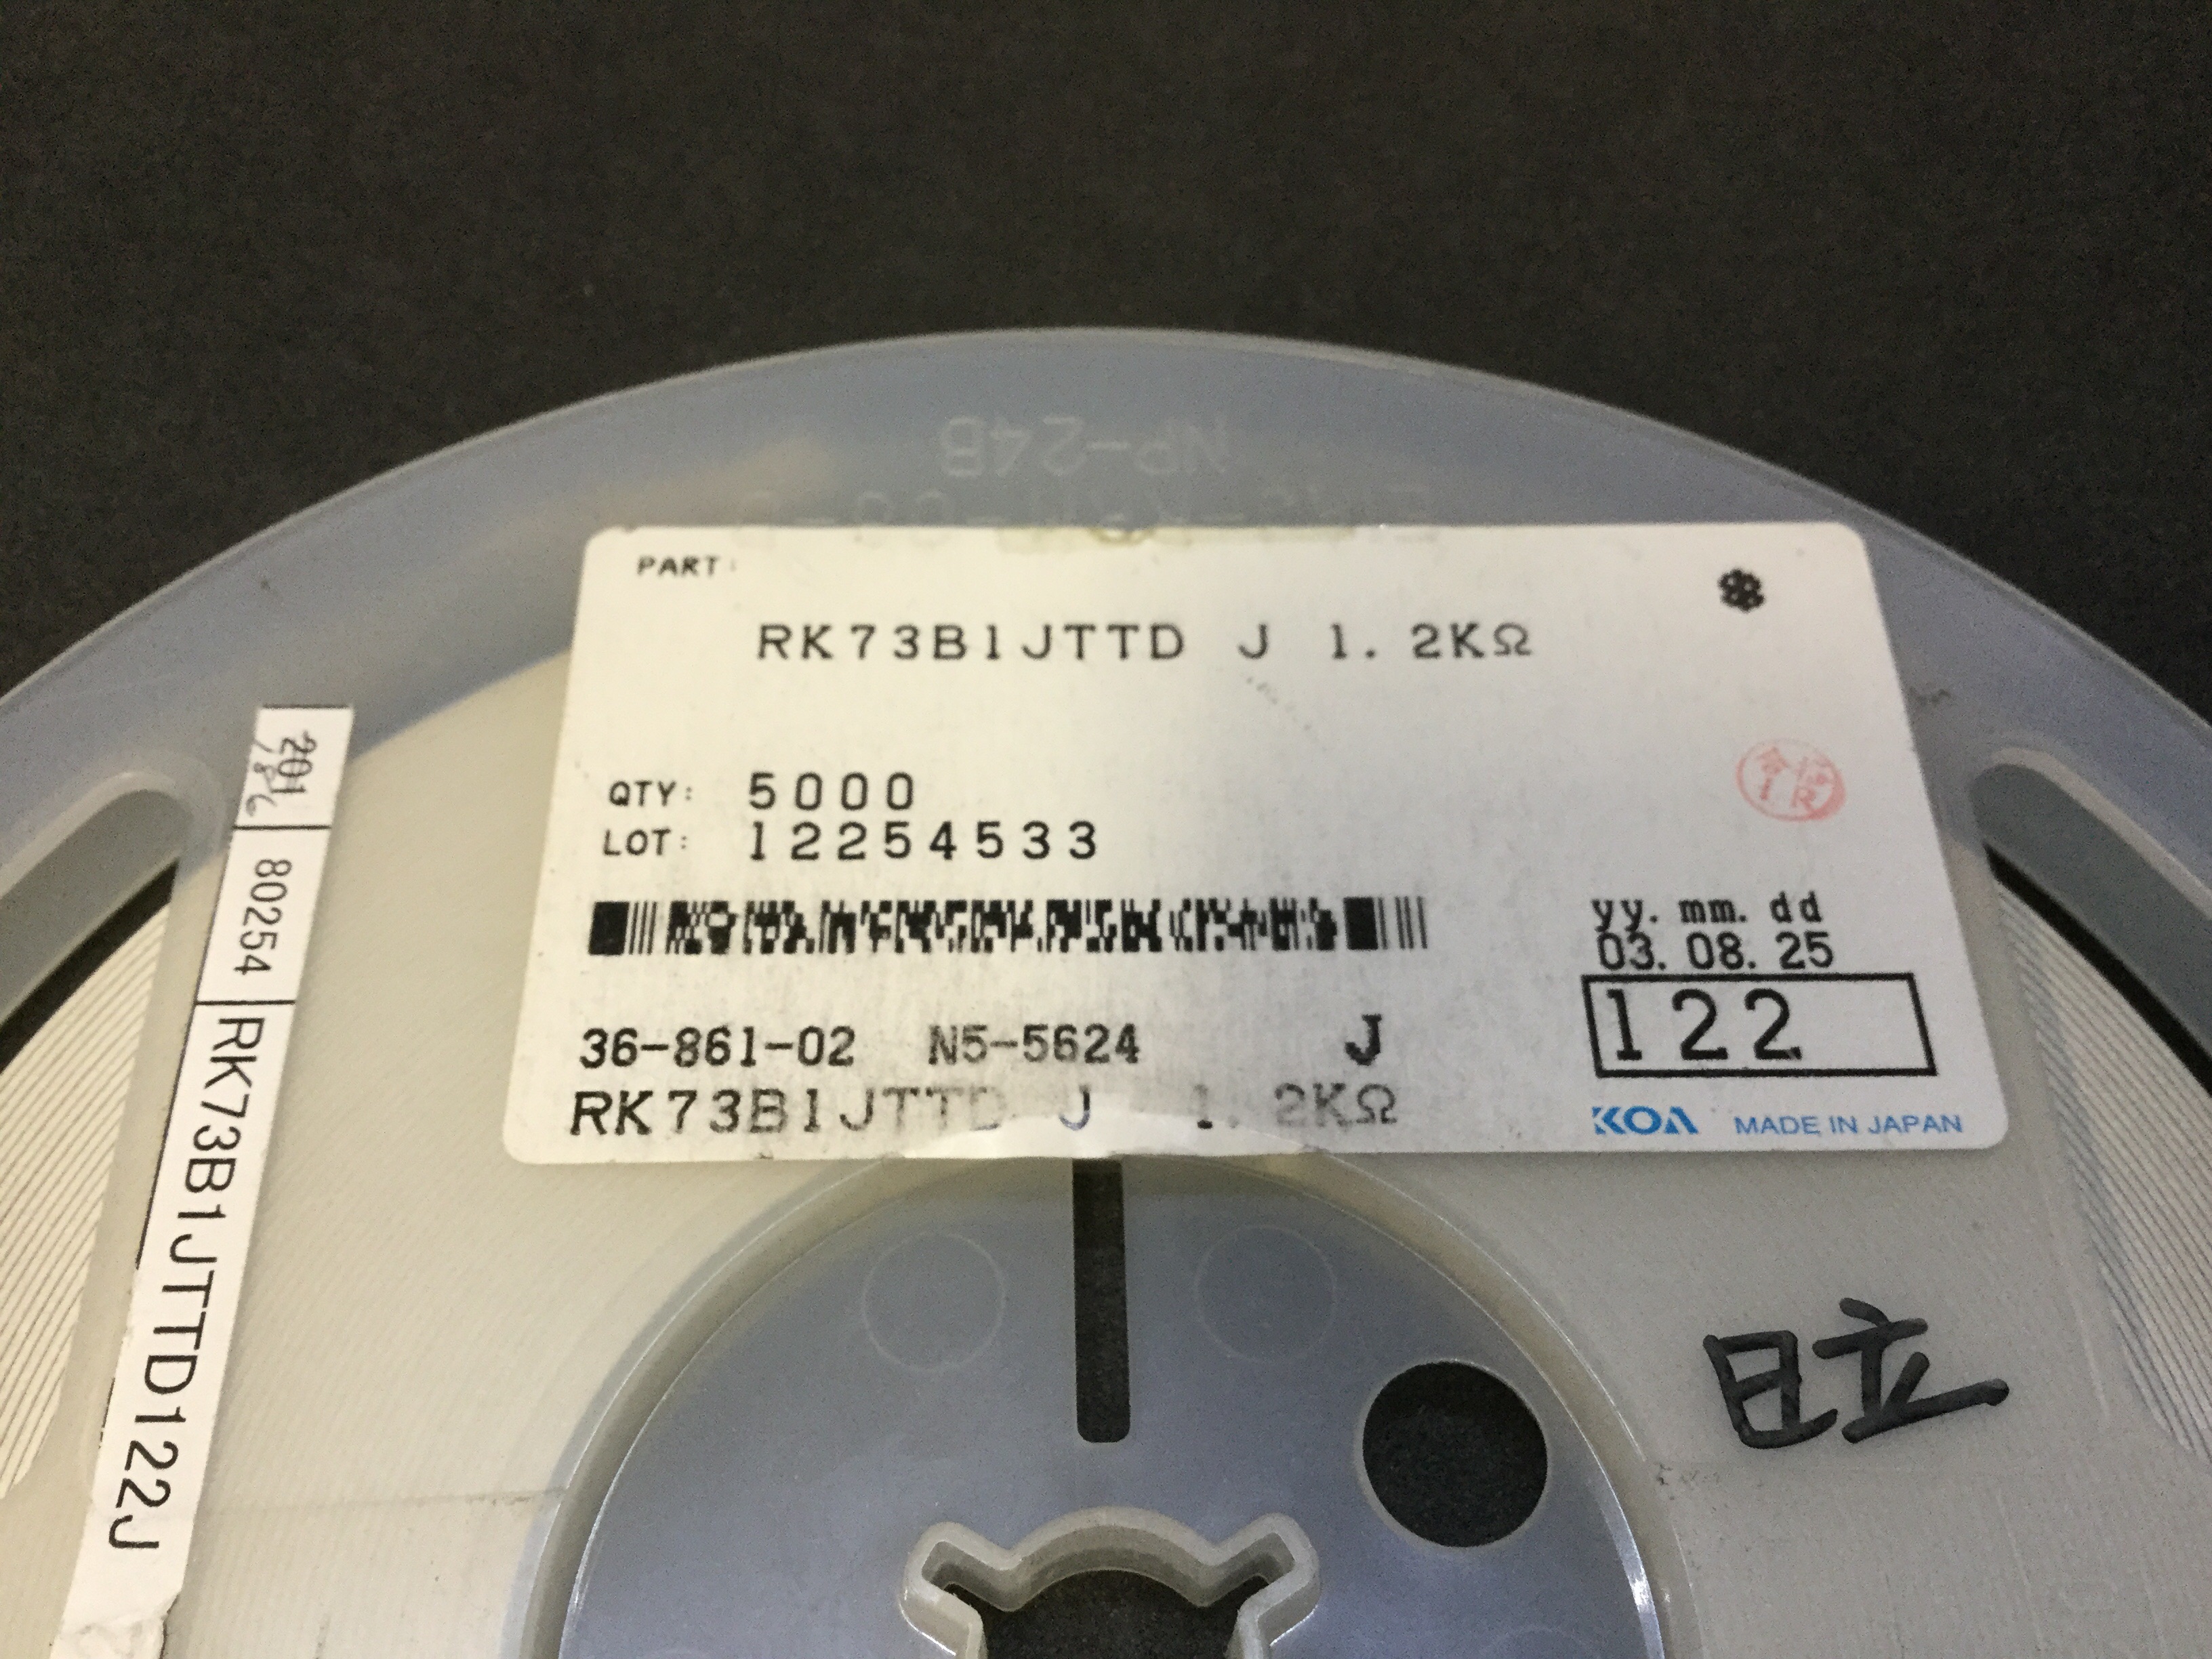 NP-24B
PART:
RK73B1JTTD J 1.2KΩ
QTY: 5000
LOT: 12254533
yy. mm. dd
03. 08. 25
122
36-861-02 N5-5624 J
RK73B1JTTD J 1.2KΩ
KOA MADE IN JAPAN
80254 RK73B1JTTD122J
日立